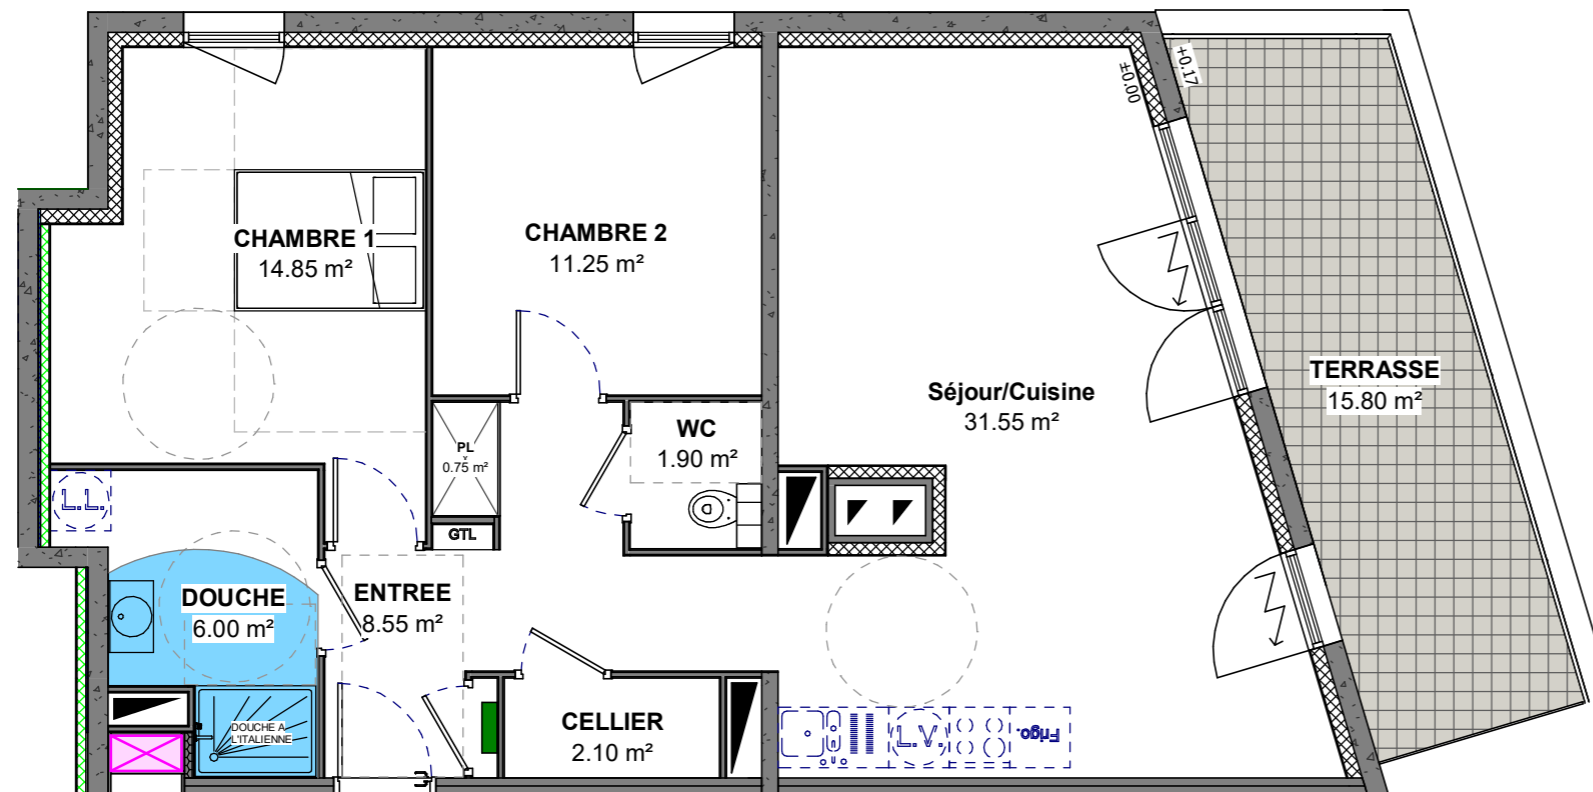 +0.17
±0.00
CHAMBRE 1
14.85 m²
CHAMBRE 2
11.25 m²
TERRASSE
15.80 m²
Séjour/Cuisine
31.55 m²
WC
1.90 m²
PL
0.75 m²
GTL
L.L.
DOUCHE
6.00 m²
ENTREE
8.55 m²
DOUCHE A
L'ITALIENNE
CELLIER
2.10 m²
L.V.
Frigo.